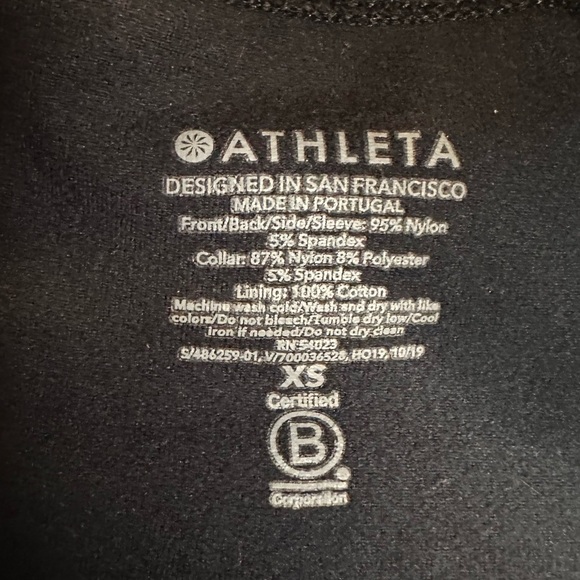 ATHLETA
DESIGNED IN SAN FRANCISCO
MADE IN PORTUGAL
Front/Back/Side/Sleeve: 95% Nylon
5% Spandex
Collar: 87% Nylon 8% Polyester
5% Spandex
Lining: 100% Cotton
Machine wash cold/Wash and dry with like
colors/Do not bleach/Tumble dry low/Cool
Iron if needed/Do not dry clean
RN 54023
S/486259-01, V/700036528, HO19, 10/19
XS
Certified
B
Corporation